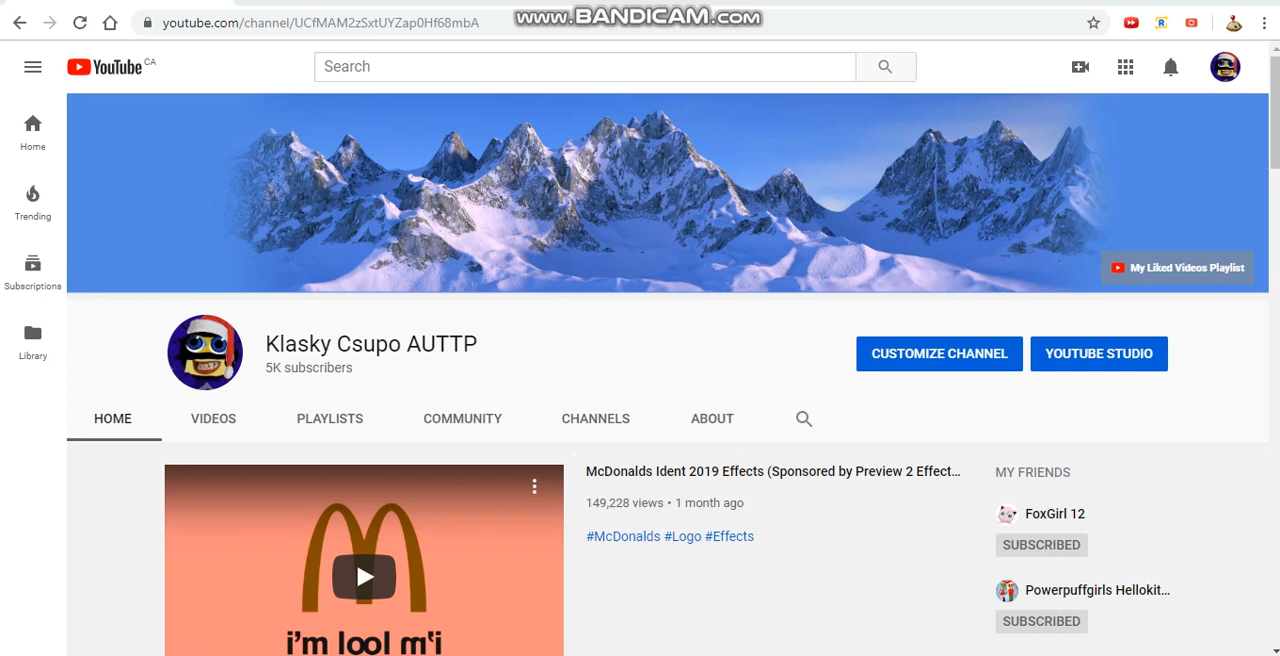 youtube.com/channel/UCfMAM2zSxtUYZap0Hf68mbA
www.BANDICAM.com
YouTube CA
Search
Home
Trending
Subscriptions
Library
My Liked Videos Playlist
Klasky Csupo AUTTP
5K subscribers
CUSTOMIZE CHANNEL
YOUTUBE STUDIO
HOME VIDEOS PLAYLISTS COMMUNITY CHANNELS ABOUT
McDonalds Ident 2019 Effects (Sponsored by Preview 2 Effect...
149,228 views • 1 month ago
#McDonalds #Logo #Effects
i'm lool m'i
MY FRIENDS
FoxGirl 12
SUBSCRIBED
Powerpuffgirls Hellokit...
SUBSCRIBED